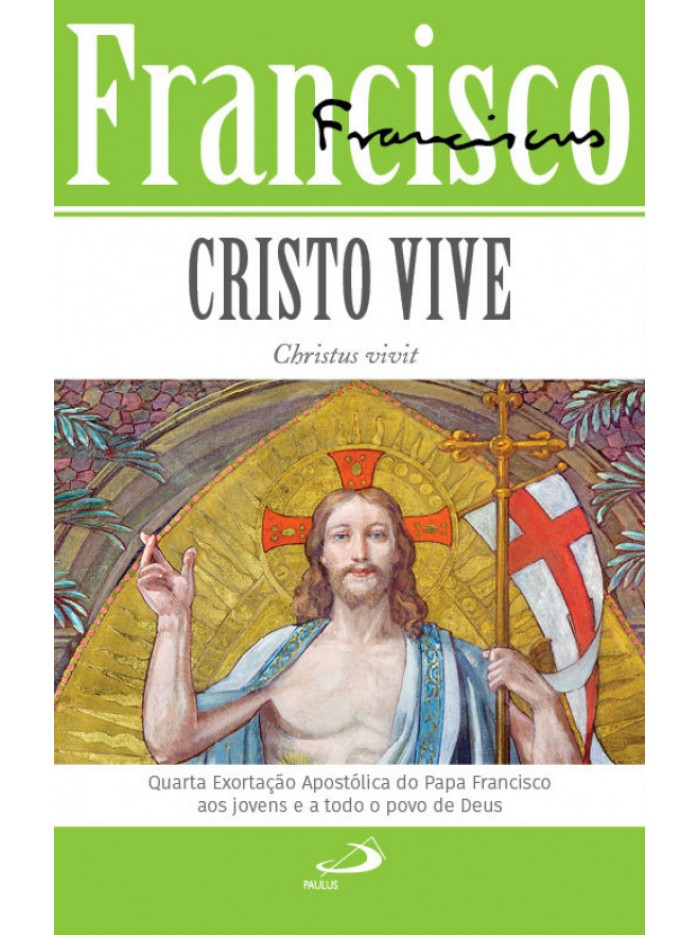 Francisco
Franciscus
CRISTO VIVE
Christus vivit
Quarta Exortação Apostólica do Papa Francisco
aos jovens e a todo o povo de Deus
PAULUS